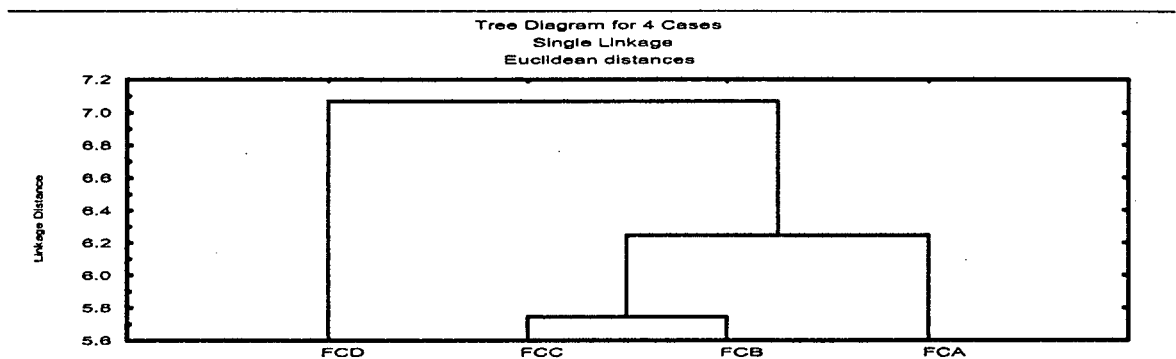 Tree Diagram for 4 Cases
Single Linkage
Euclidean distances
7.2
7.0
6.8
6.6
6.4
6.2
6.0
5.8
5.6
Linkage Distance
FCD FCC FCB FCA